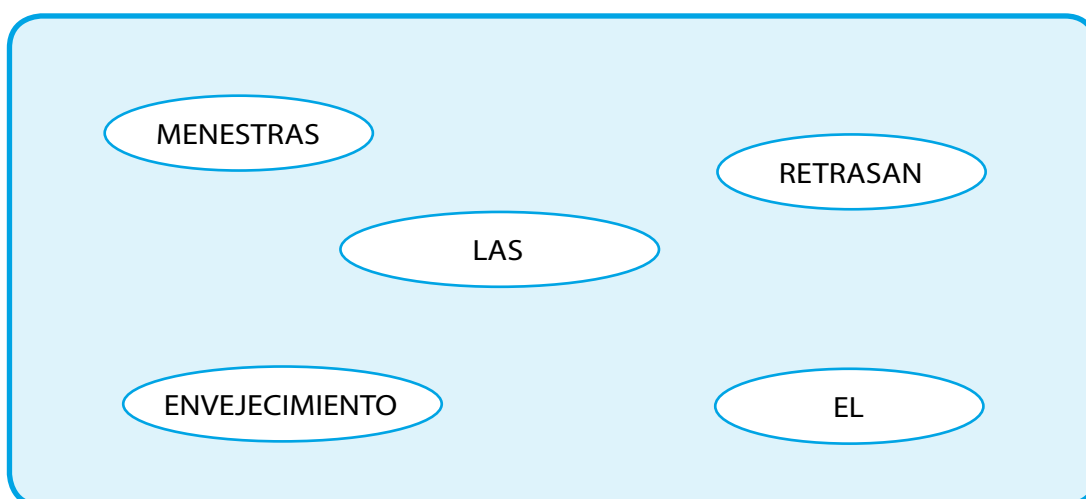 MENESTRAS
RETRASAN
LAS
ENVEJECIMIENTO
EL